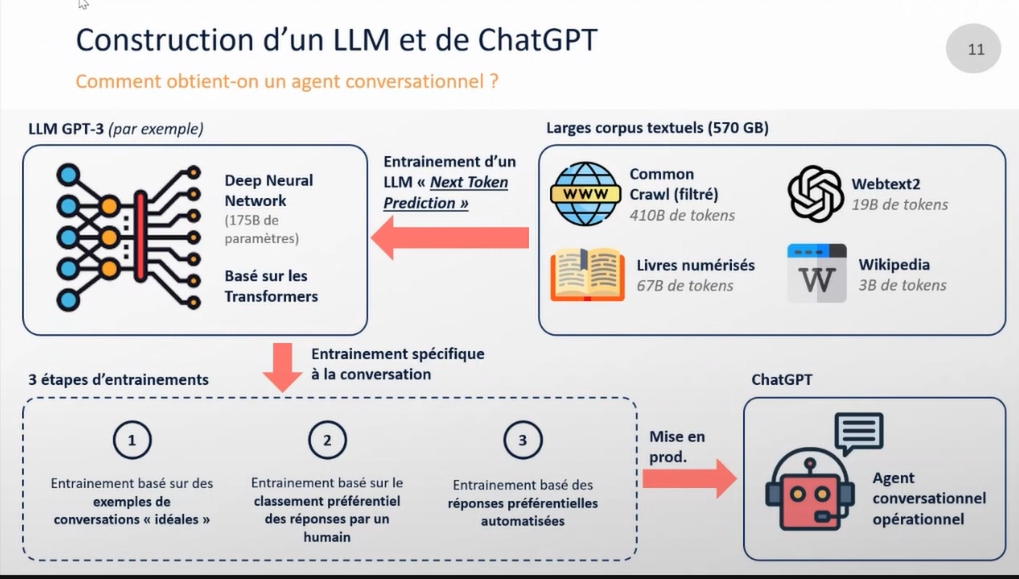 Construction d'un LLM et de ChatGPT
11
Comment obtient-on un agent conversationnel ?
LLM GPT-3 (par exemple)
Deep Neural
Network
(175B de
paramètres)
Basé sur les
Transformers
Entrainement d'un
LLM « Next Token
Prediction »
Larges corpus textuels (570 GB)
WWW
Common
Crawl (filtré)
410B de tokens
Webtext2
19B de tokens
Livres numérisés
67B de tokens
W
Wikipedia
3B de tokens
Entrainement spécifique
à la conversation
3 étapes d'entrainements
1
Entrainement basé sur des
exemples de
conversations « idéales »
2
Entrainement basé sur le
classement préférentiel
des réponses par un
humain
3
Entrainement basé des
réponses préférentielles
automatisées
Mise en
prod.
ChatGPT
Agent
conversationnel
opérationnel